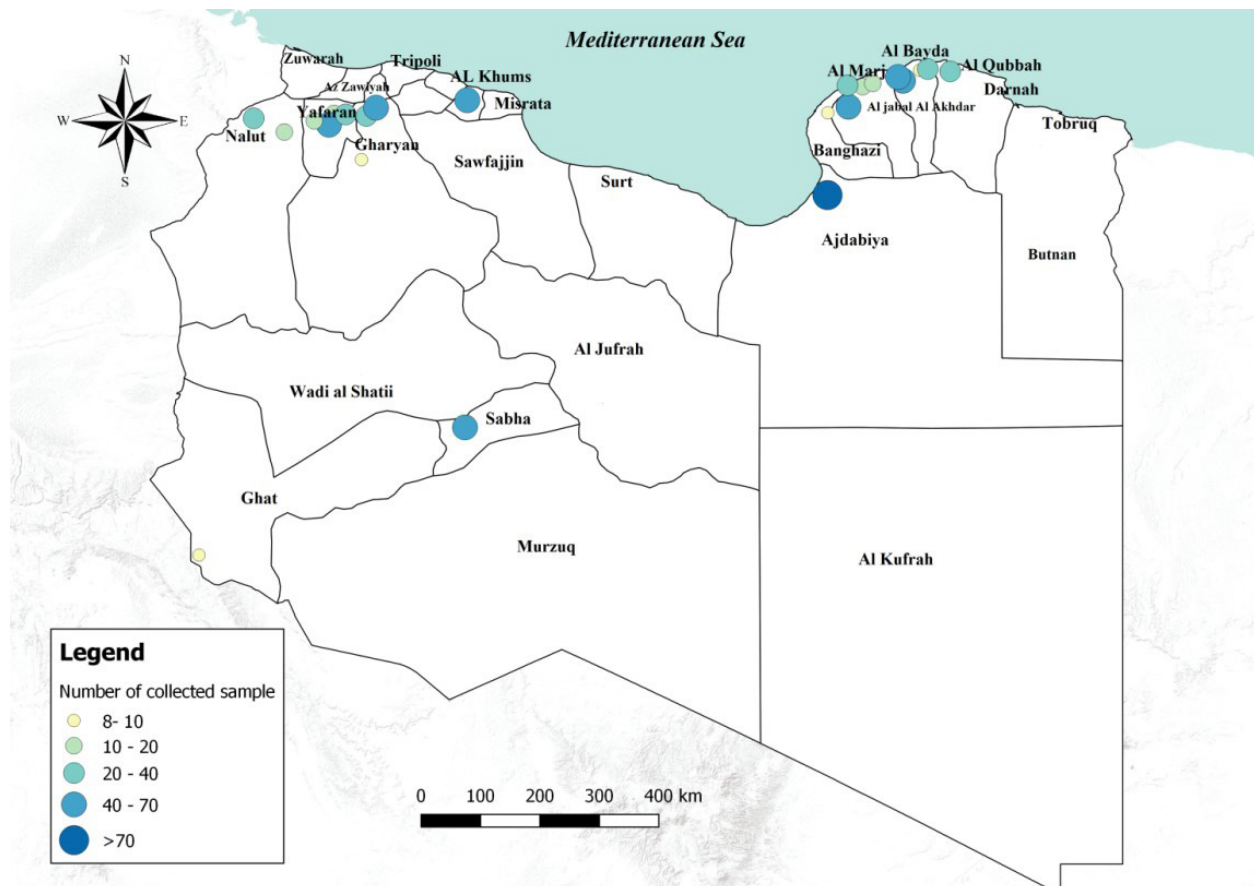 Mediterranean Sea
N
W
E
S
Zuwarah
Tripoli
Az Zawiyah
AL Khums
Misrata
Yafaran
Nalut
Gharyan
Sawfajjin
Surt
Al Bayda
Al Marj
Al Qubbah
Darnah
Al jabal Al Akhdar
Tobruq
Banghazi
Ajdabiya
Butnan
Al Jufrah
Wadi al Shatii
Sabha
Ghat
Murzuq
Al Kufrah
Legend
Number of collected sample
8- 10
10 - 20
20 - 40
40 - 70
>70
0 100 200 300 400 km